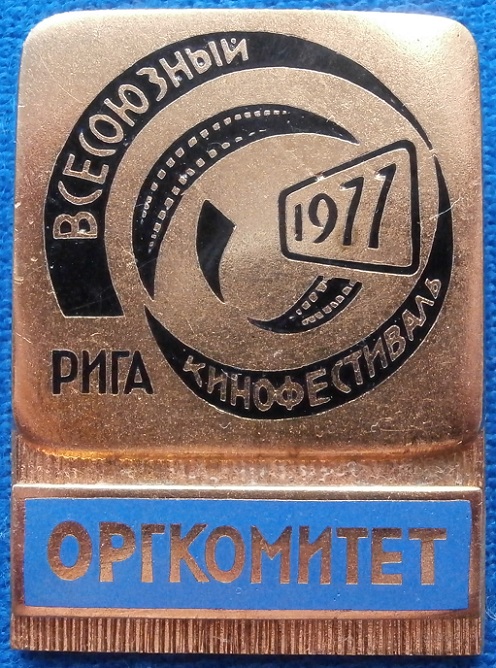 ВСЕСОЮЗНЫЙ
1977
КИНОФЕСТИВАЛЬ
РИГА
ОРГКОМИТЕТ